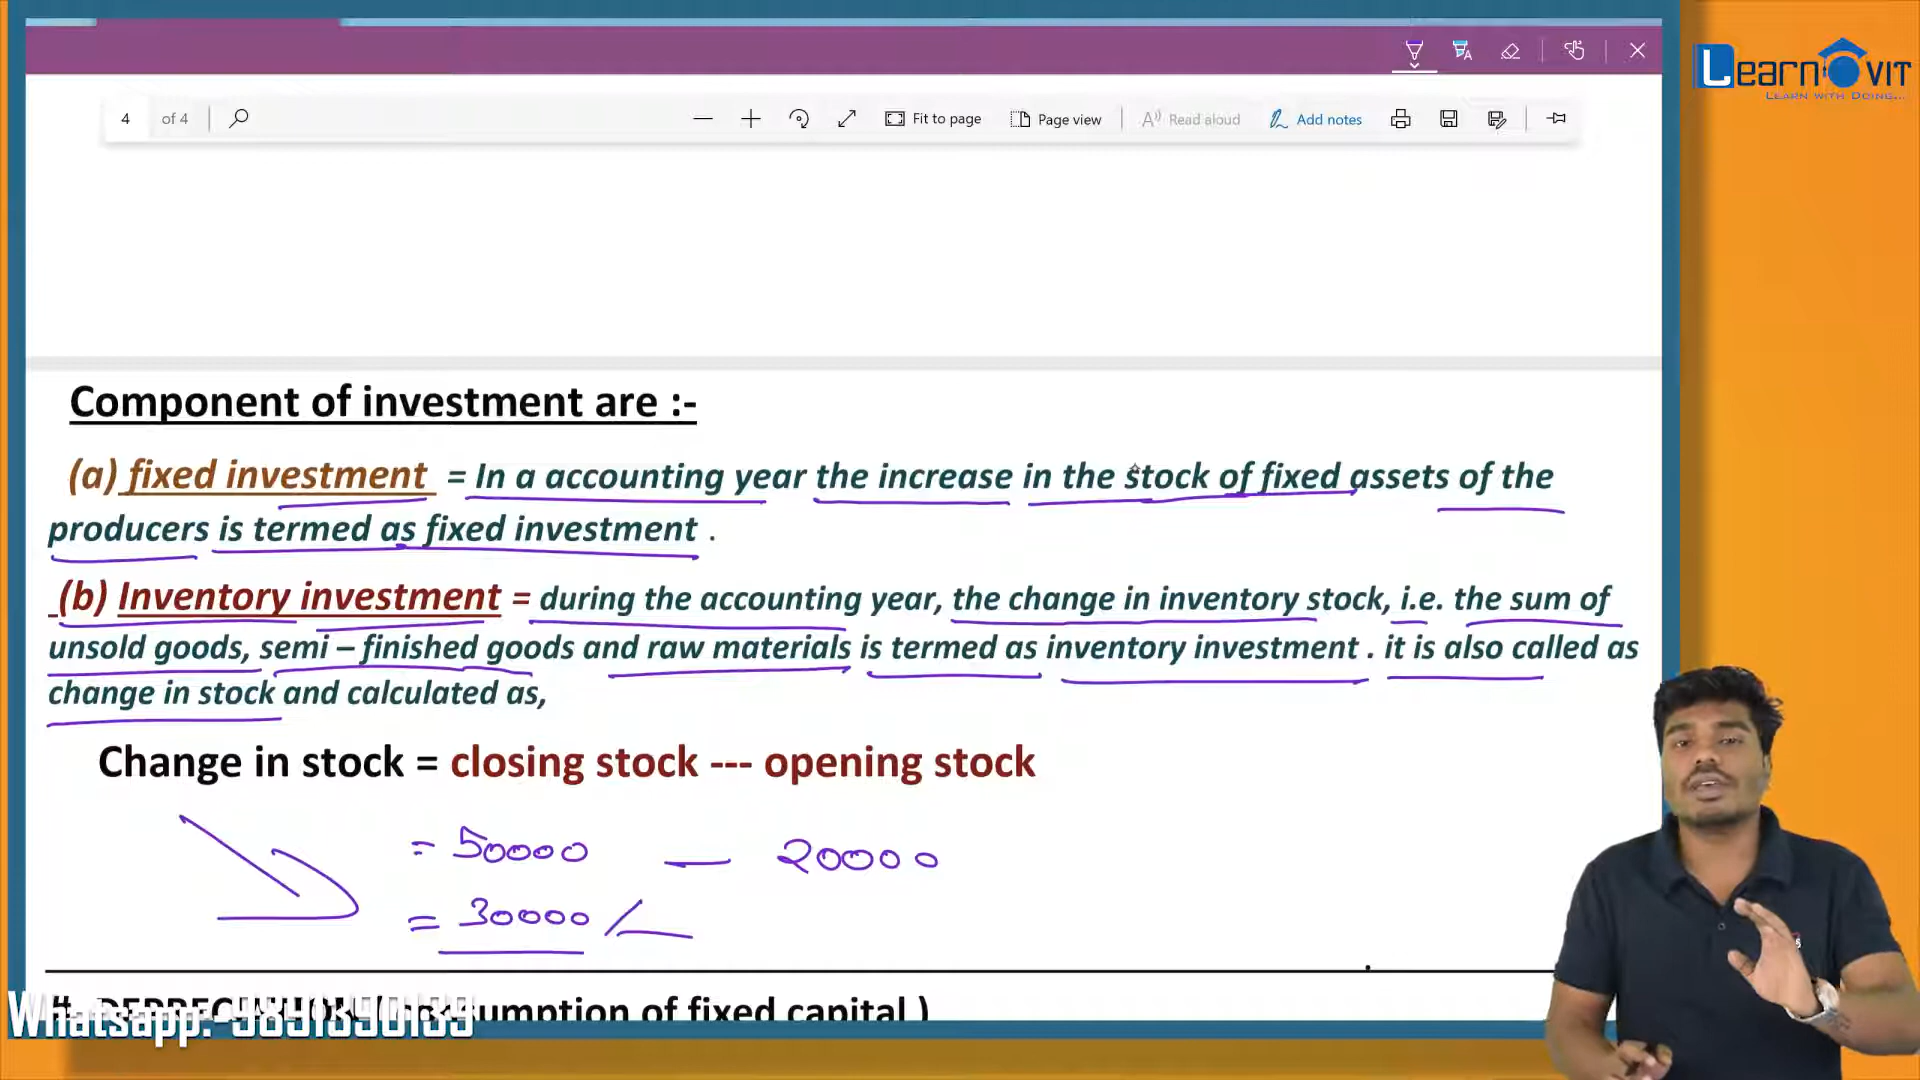 Learn VIT
LEARN WITH DOING...
4 of 4
Fit to page
Page view
Read aloud
Add notes
Component of investment are :-
(a) fixed investment = In a accounting year the increase in the stock of fixed assets of the
producers is termed as fixed investment .
(b) Inventory investment = during the accounting year, the change in inventory stock, i.e. the sum of
unsold goods, semi – finished goods and raw materials is termed as inventory investment . it is also called as
change in stock and calculated as,
Change in stock = closing stock --- opening stock
= 50000 — 20000
= 30000 /
of fixed capital )
Whatsapp:-